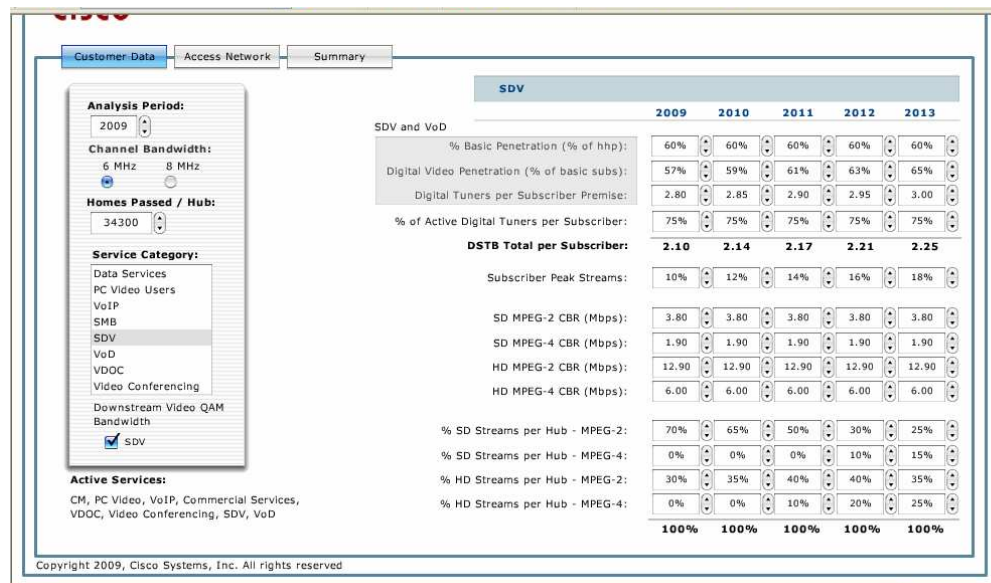 CISCO
Customer Data Access Network Summary
Analysis Period:
2009
Channel Bandwidth:
6 MHz 8 MHz
Homes Passed / Hub:
34300
Service Category:
Data Services
PC Video Users
VoIP
SMB
SDV
VoD
VDOC
Video Conferencing
Downstream Video QAM
Bandwidth
SDV
Active Services:
CM, PC Video, VoIP, Commercial Services,
VDOC, Video Conferencing, SDV, VoD
SDV
2009 2010 2011 2012 2013
SDV and VoD
% Basic Penetration (% of hhp): 60% 60% 60% 60% 60%
Digital Video Penetration (% of basic subs): 57% 59% 61% 63% 65%
Digital Tuners per Subscriber Premise: 2.80 2.85 2.90 2.95 3.00
% of Active Digital Tuners per Subscriber: 75% 75% 75% 75% 75%
DSTB Total per Subscriber: 2.10 2.14 2.17 2.21 2.25
Subscriber Peak Streams: 10% 12% 14% 16% 18%
SD MPEG-2 CBR (Mbps): 3.80 3.80 3.80 3.80 3.80
SD MPEG-4 CBR (Mbps): 1.90 1.90 1.90 1.90 1.90
HD MPEG-2 CBR (Mbps): 12.90 12.90 12.90 12.90 12.90
HD MPEG-4 CBR (Mbps): 6.00 6.00 6.00 6.00 6.00
% SD Streams per Hub - MPEG-2: 70% 65% 50% 30% 25%
% SD Streams per Hub - MPEG-4: 0% 0% 0% 10% 15%
% HD Streams per Hub - MPEG-2: 30% 35% 40% 40% 35%
% HD Streams per Hub - MPEG-4: 0% 0% 10% 20% 25%
100% 100% 100% 100% 100%
Copyright 2009, Cisco Systems, Inc. All rights reserved